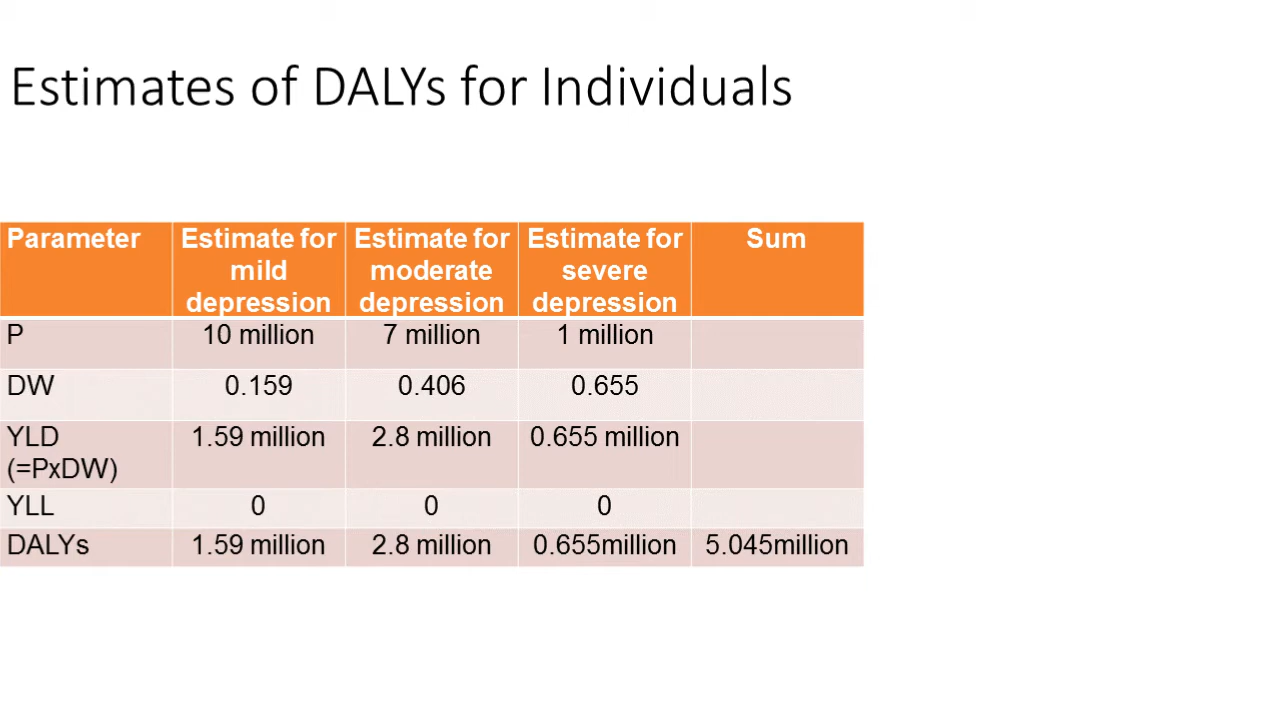 Estimates of DALYs for Individuals
Parameter Estimate for mild depression Estimate for moderate depression Estimate for severe depression Sum
P 10 million 7 million 1 million
DW 0.159 0.406 0.655
YLD (=PxDW) 1.59 million 2.8 million 0.655 million
YLL 0 0 0
DALYs 1.59 million 2.8 million 0.655million 5.045million